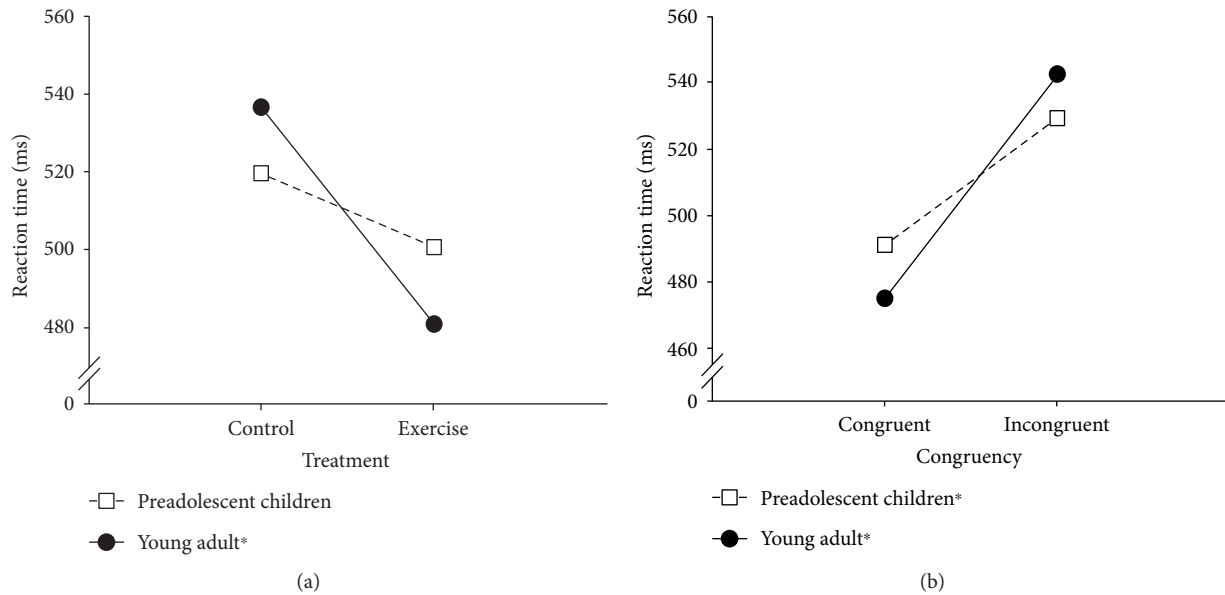 560
540
520
500
480
0
Reaction time (ms)
Control
Exercise
Treatment
Preadolescent children
Young adult*
(a)
560
540
520
500
480
460
0
Reaction time (ms)
Congruent
Incongruent
Congruency
Preadolescent children*
Young adult*
(b)